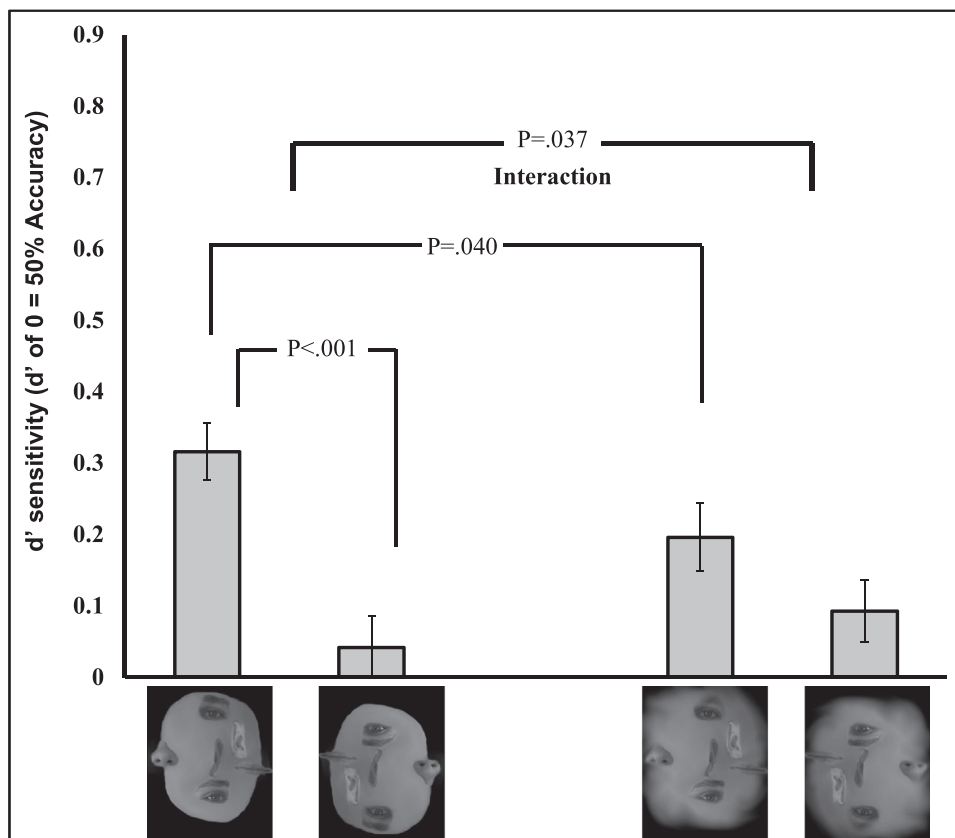 0.9
0.8
0.7
0.6
0.5
0.4
0.3
0.2
0.1
0
d’ sensitivity (d’ of 0 = 50% Accuracy)
P=.037
Interaction
P=.040
P<.001